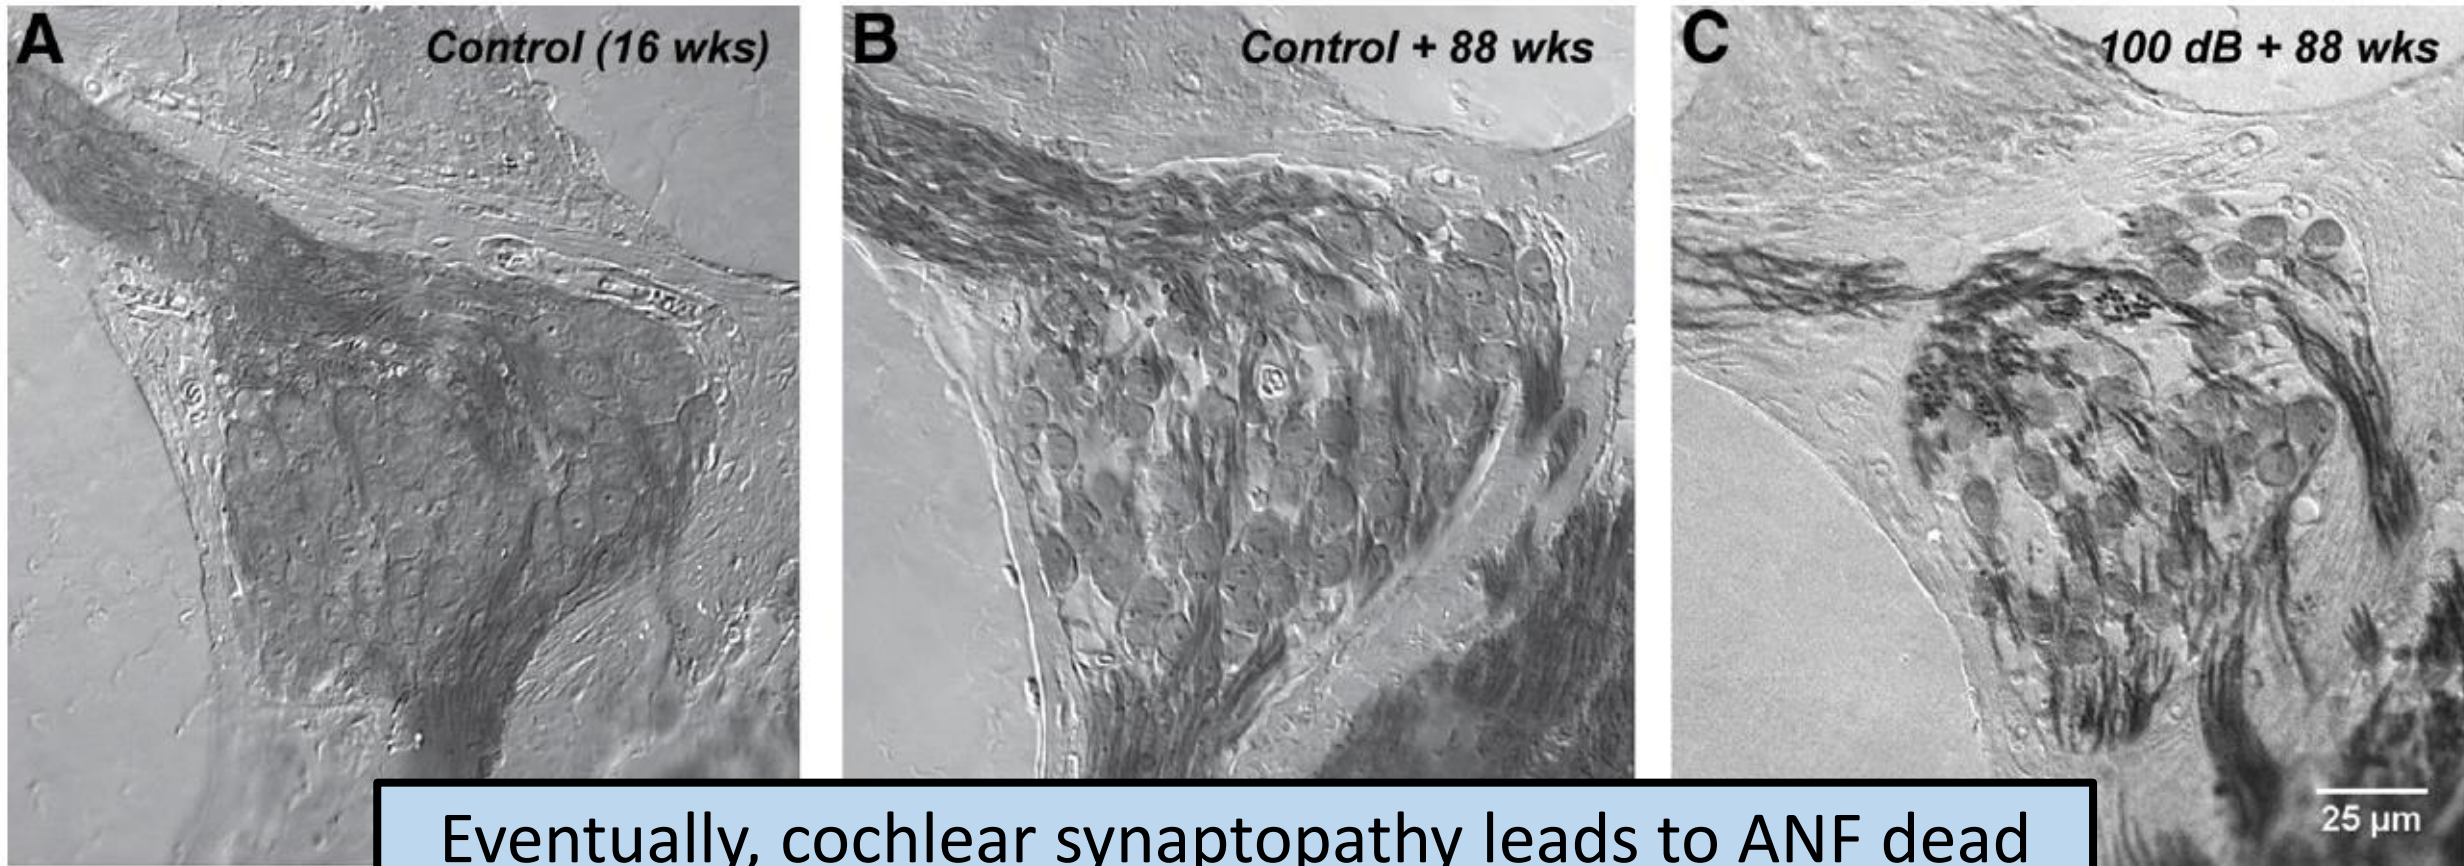 A
Control (16 wks)
B
Control + 88 wks
C
100 dB + 88 wks
25 µm
Eventually, cochlear synaptopathy leads to ANF dead